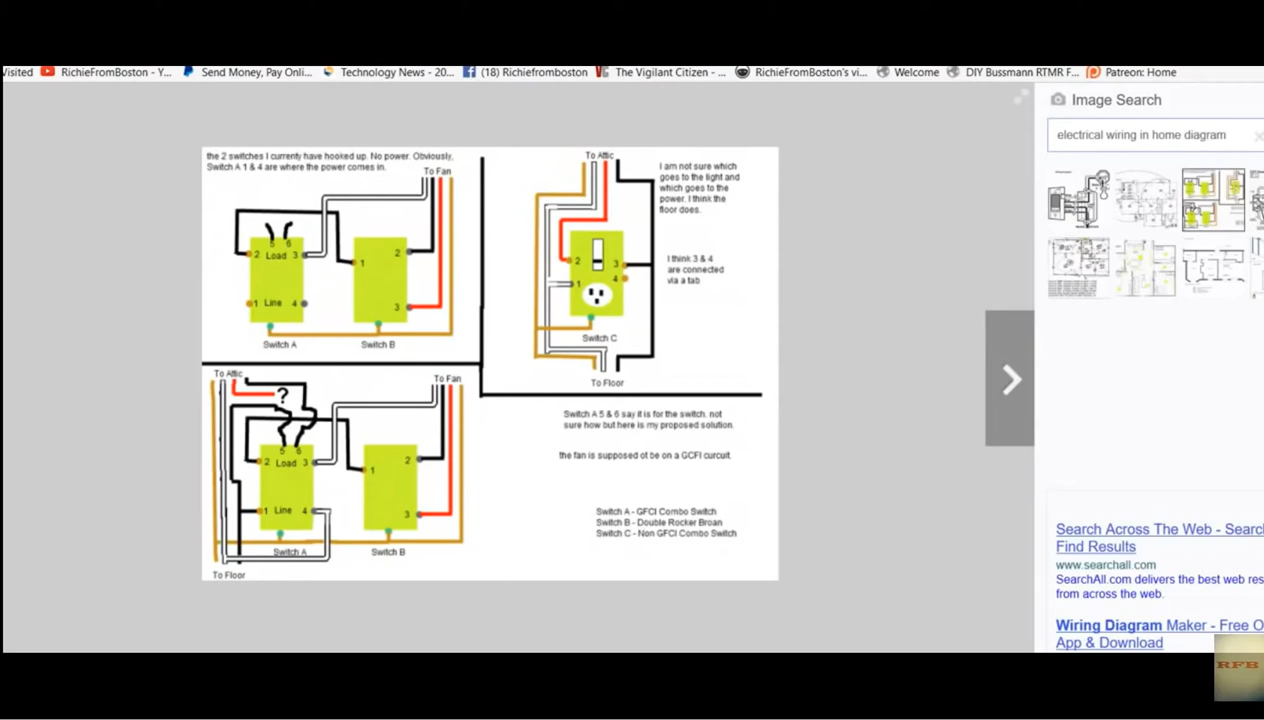 Visited RichieFromBoston - Y... Send Money, Pay Onli... Technology News - 20... (18) Richiefromboston The Vigilant Citizen - ... RichieFromBoston's vi... Welcome DIY Bussmann RTMR F... Patreon: Home
Image Search
electrical wiring in home diagram
the 2 switches I currently have hooked up. No power. Obviously,
Switch A 1 & 4 are where the power comes in.
To Fan
5 6
2 Load 3
1 Line 4
Switch A
1
2
3
Switch B
To Attic
I am not sure which
goes to the light and
which goes to the
power. I think the
floor does.
I think 3 & 4
are connected
via a tab
2
3
4
1
Switch C
To Floor
To Attic
To Fan
?
5 6
2 Load 3
1 Line 4
Switch A
1
2
3
Switch B
To Floor
Switch A 5 & 6 say it is for the switch. not
sure how but here is my proposed solution.
the fan is supposed ot be on a GCFI curcuit.
Switch A - GFCI Combo Switch
Switch B - Double Rocker Broan
Switch C - Non GFCI Combo Switch
Search Across The Web - Search
Find Results
www.searchall.com
SearchAll.com delivers the best web res
from across the web.
Wiring Diagram Maker - Free O
App & Download
RFB